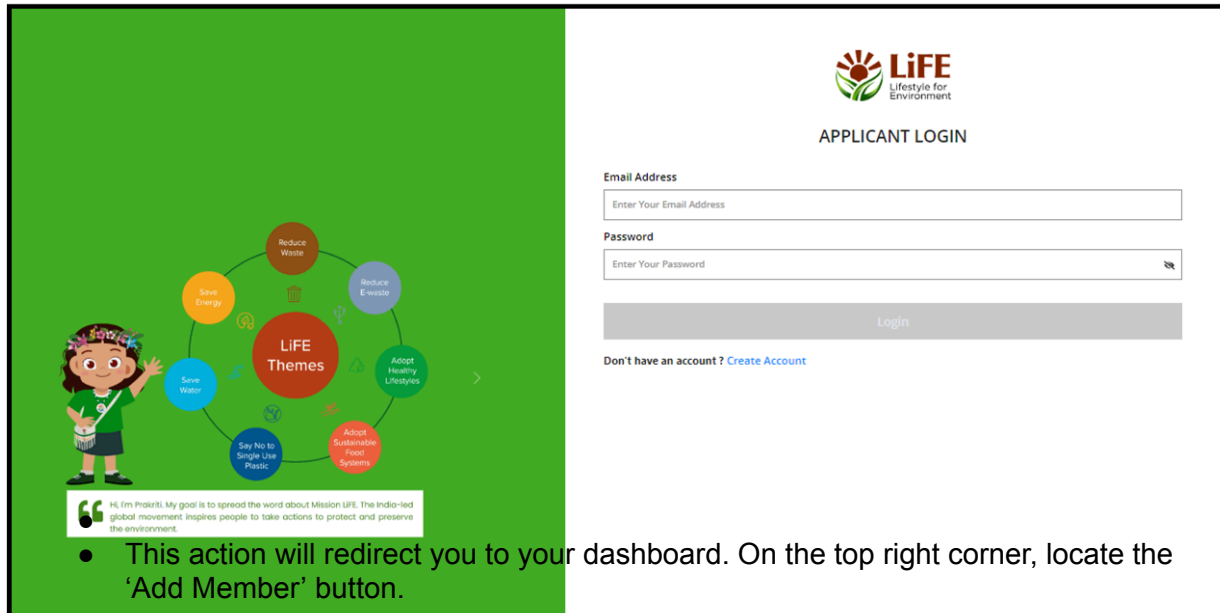 LiFE
Lifestyle for
Environment
APPLICANT LOGIN
Email Address
Enter Your Email Address
Password
Enter Your Password
Login
Don't have an account ? Create Account
Reduce
Waste
Reduce
E-waste
Save
Energy
LiFE
Themes
Adopt
Healthy
Lifestyles
Save
Water
Adopt
Sustainable
Food
Systems
Say No to
Single Use
Plastic
Hi, I'm Prakriti. My goal is to spread the word about Mission LiFE. The India-led
global movement inspires people to take actions to protect and preserve
the environment.
● This action will redirect you to your dashboard. On the top right corner, locate the
‘Add Member’ button.